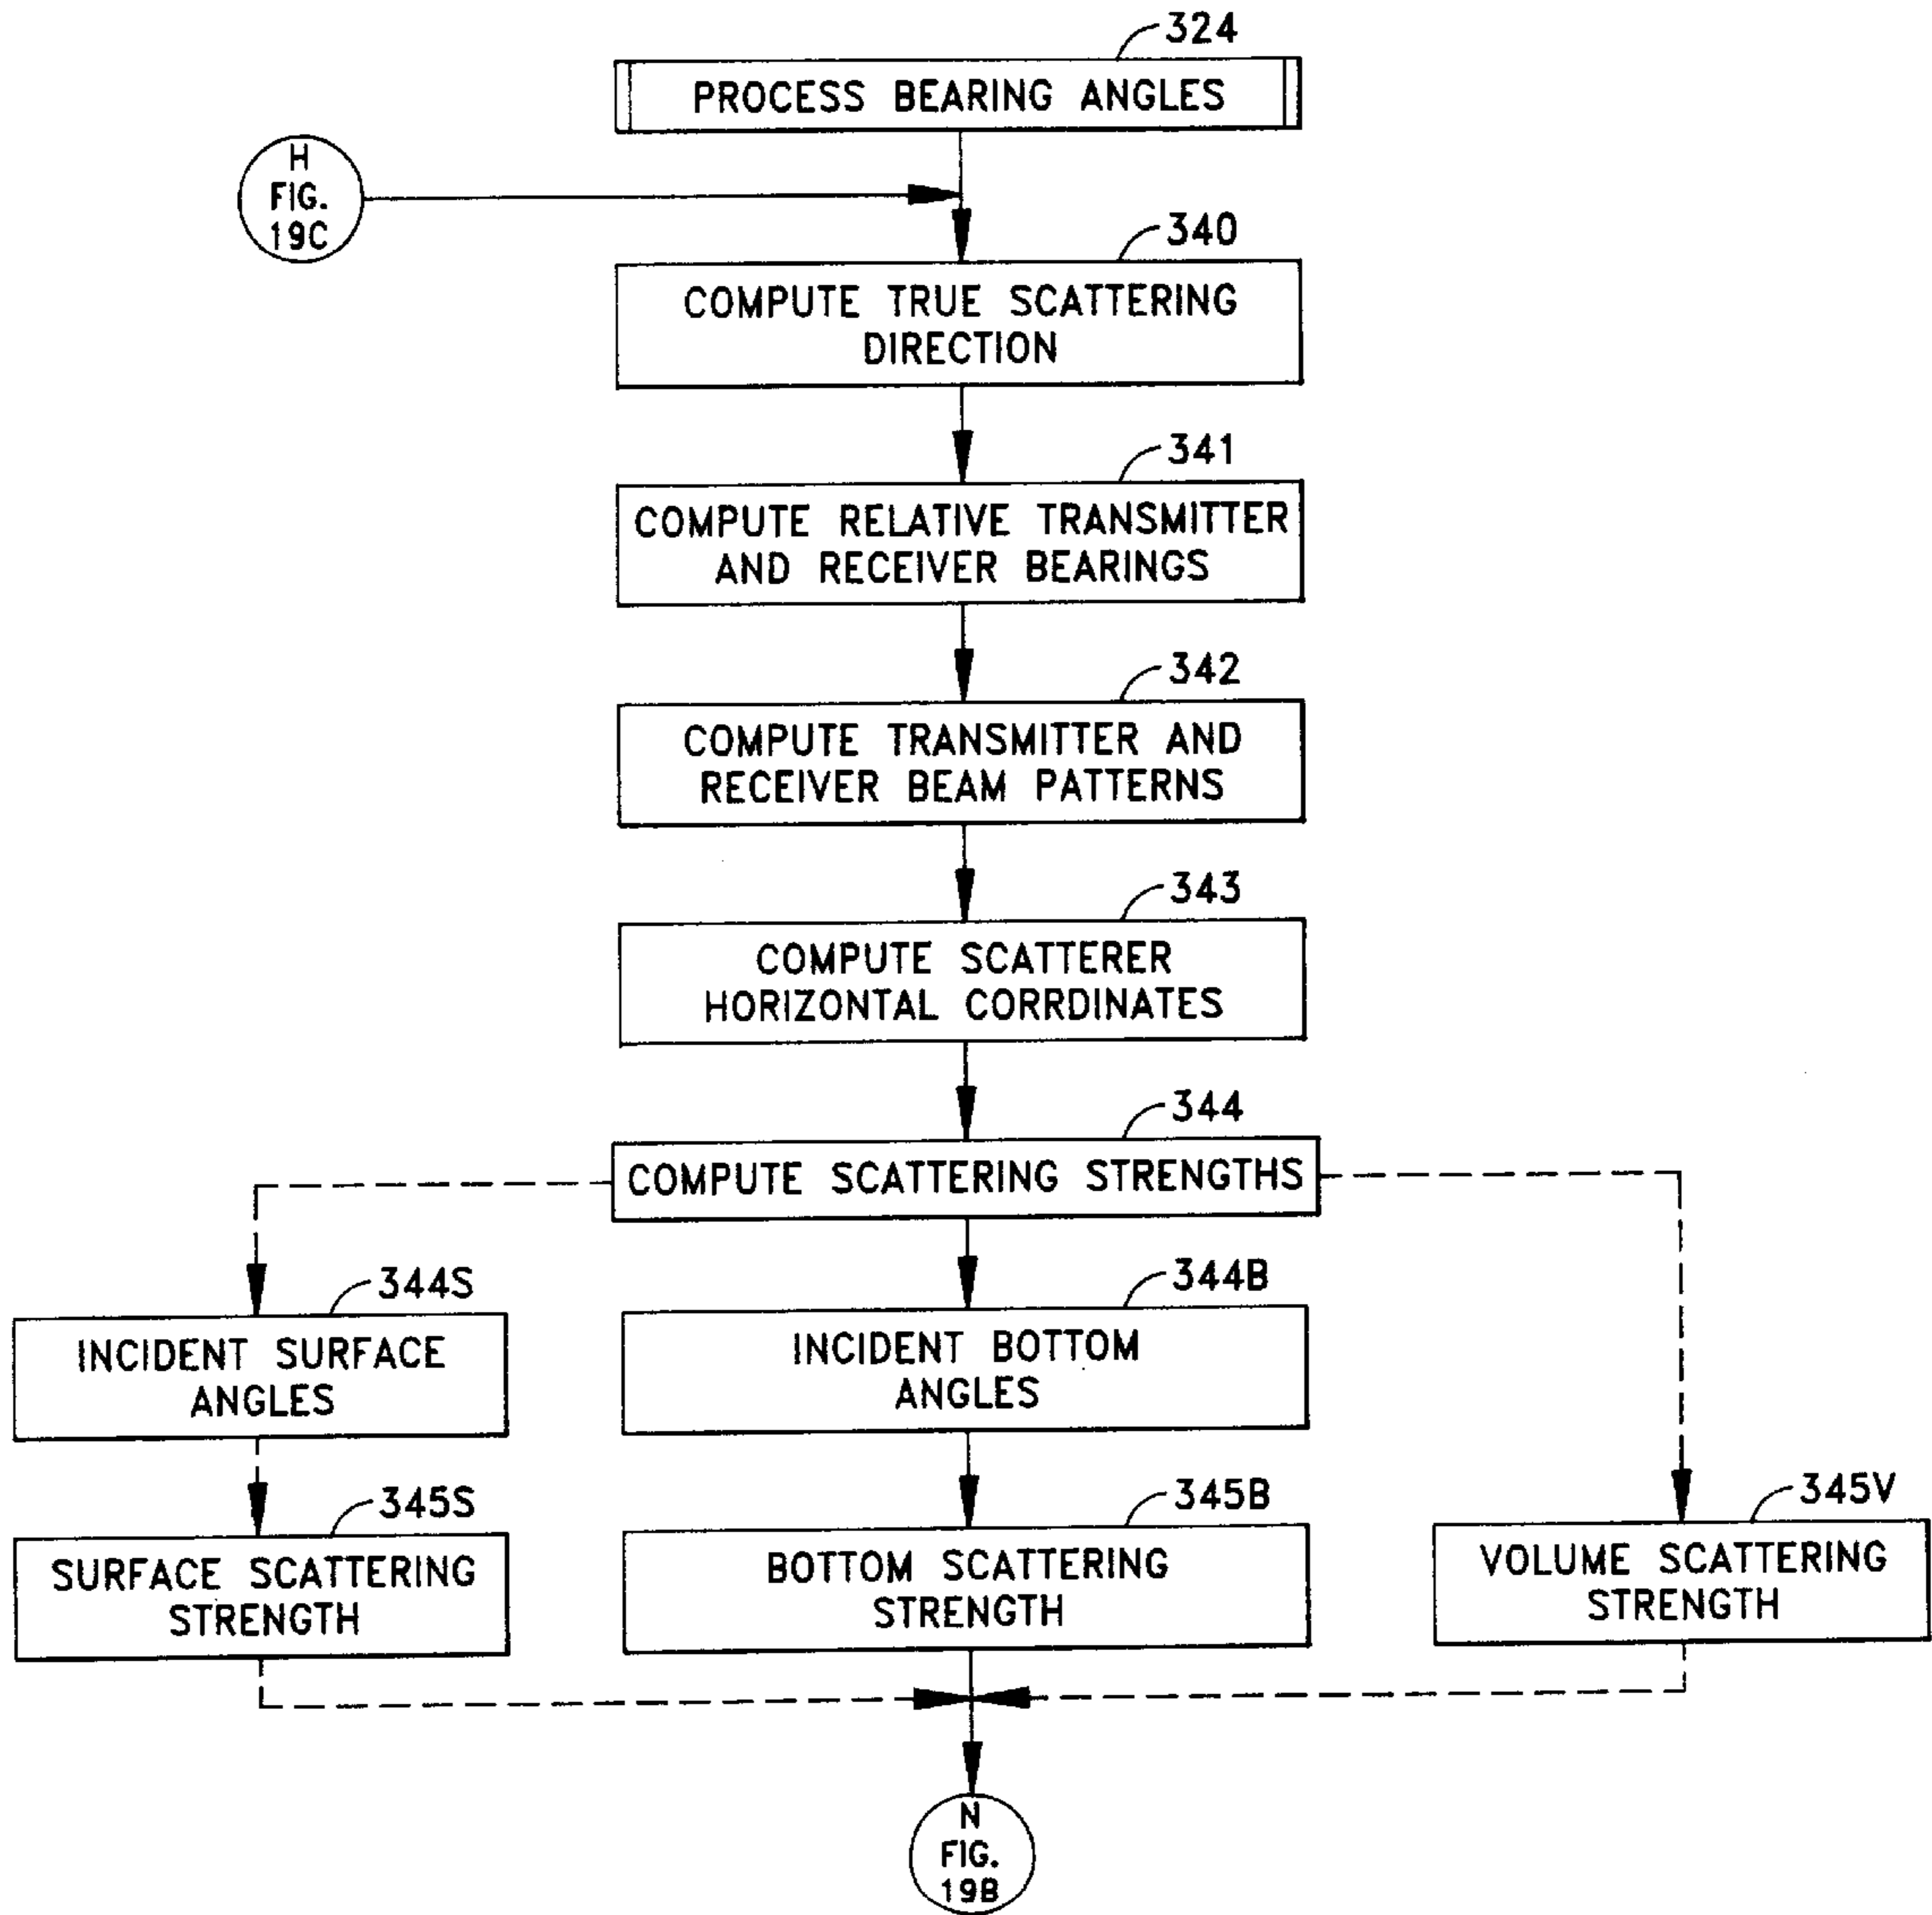 324
PROCESS BEARING ANGLES
H
FIG.
19C
340
COMPUTE TRUE SCATTERING
DIRECTION
341
COMPUTE RELATIVE TRANSMITTER
AND RECEIVER BEARINGS
342
COMPUTE TRANSMITTER AND
RECEIVER BEAM PATTERNS
343
COMPUTE SCATTERER
HORIZONTAL CORRDINATES
344
COMPUTE SCATTERING STRENGTHS
344S
INCIDENT SURFACE
ANGLES
344B
INCIDENT BOTTOM
ANGLES
345S
SURFACE SCATTERING
STRENGTH
345B
BOTTOM SCATTERING
STRENGTH
345V
VOLUME SCATTERING
STRENGTH
N
FIG.
19B